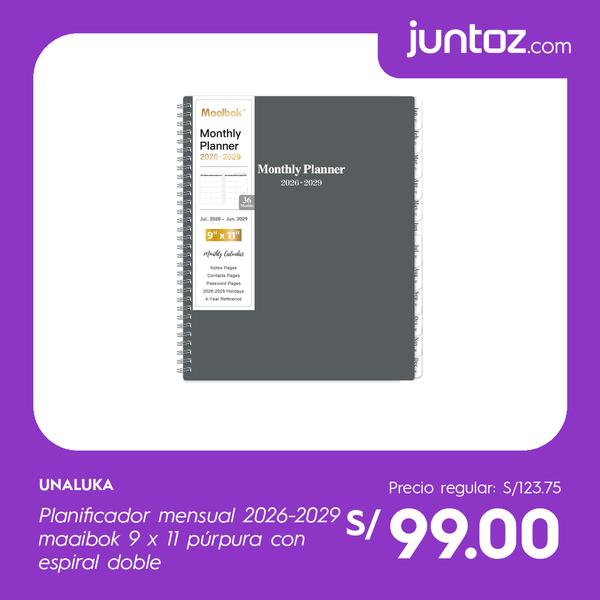 juntoz.com
Maalbok®
Monthly
Planner
2026-2029
36
Months
Jul. 2026 - Jun. 2029
9" x 11"
Monthly Calendar
Notes Pages
Contacts Pages
Password Pages
2026-2029 Holidays
4-Year Reference
Monthly Planner
2026-2029
UNALUKA
Planificador mensual 2026-2029
maaibok 9 x 11 púrpura con
espiral doble
Precio regular: S/123.75
S/ 99.00